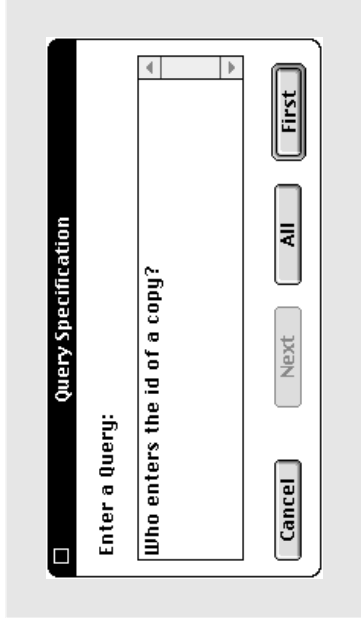 Query Specification
Enter a Query:
Who enters the id of a copy?
Cancel Next All First